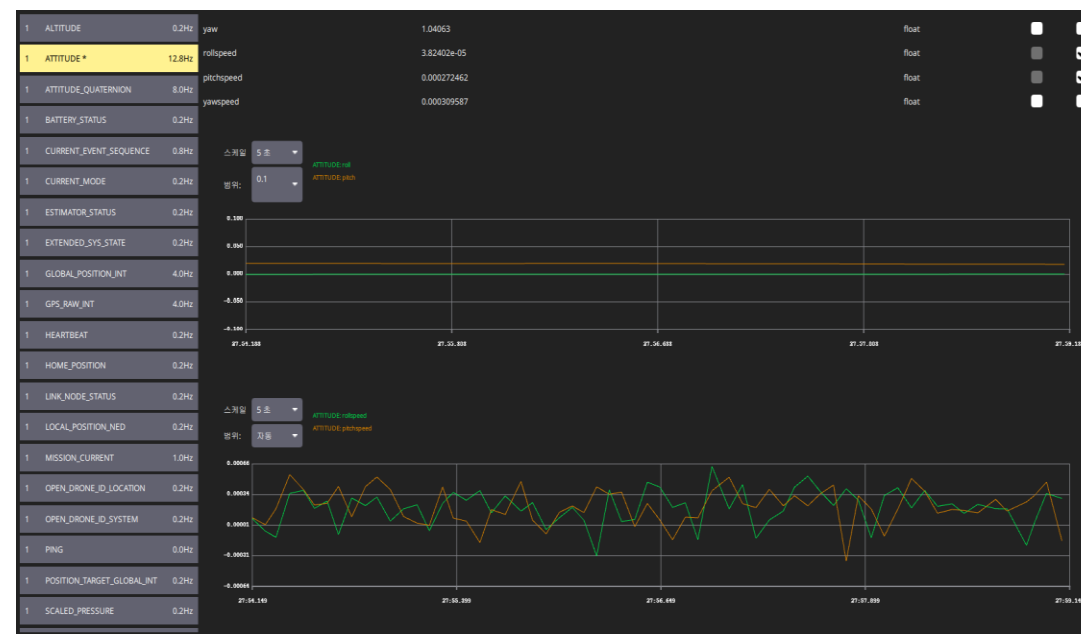 1 ALTITUDE 0.2Hz
1 ATTITUDE * 12.8Hz
1 ATTITUDE_QUATERNION 8.0Hz
1 BATTERY_STATUS 0.2Hz
1 CURRENT_EVENT_SEQUENCE 0.8Hz
1 CURRENT_MODE 0.2Hz
1 ESTIMATOR_STATUS 0.2Hz
1 EXTENDED_SYS_STATE 0.2Hz
1 GLOBAL_POSITION_INT 4.0Hz
1 GPS_RAW_INT 4.0Hz
1 HEARTBEAT 0.2Hz
1 HOME_POSITION 0.2Hz
1 LINK_NODE_STATUS 0.2Hz
1 LOCAL_POSITION_NED 0.2Hz
1 MISSION_CURRENT 1.0Hz
1 OPEN_DRONE_ID_LOCATION 0.2Hz
1 OPEN_DRONE_ID_SYSTEM 0.2Hz
1 PING 0.0Hz
1 POSITION_TARGET_GLOBAL_INT 0.2Hz
1 SCALED_PRESSURE 0.2Hz
yaw 1.04063 float
rollspeed 3.82402e-05 float
pitchspeed 0.000272462 float
yawspeed 0.000309587 float
스케일 5 초
ATTITUDE: roll
범위: 0.1
ATTITUDE: pitch
0.100
0.050
0.000
-0.050
-0.100
스케일 5 초
ATTITUDE: rollspeed
범위: 자동
ATTITUDE: pitchspeed
0.00024
0.00001